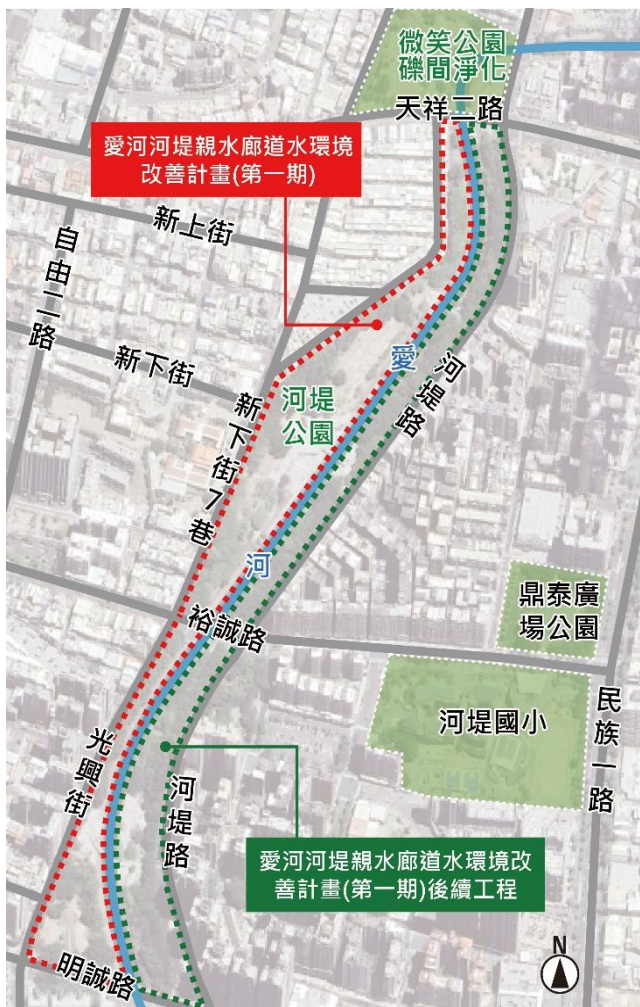 微笑公園
礫間淨化
天祥二路
愛河河堤親水廊道水環境
改善計畫(第一期)
新上街
自由二路
新下街
愛
河堤路
河堤
公園
新下街7巷
河
裕誠路
鼎泰廣
場公園
河堤國小
民族一路
光興街
河堤路
愛河河堤親水廊道水環境改
善計畫(第一期)後續工程
明誠路
N